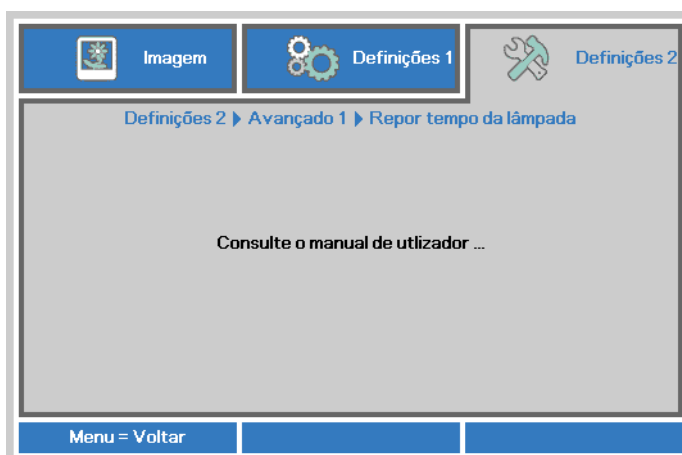 Imagem
Definições 1
Definições 2
Definições 2 Avançado 1 Repor tempo da lâmpada
Consulte o manual de utlizador ...
Menu = Voltar